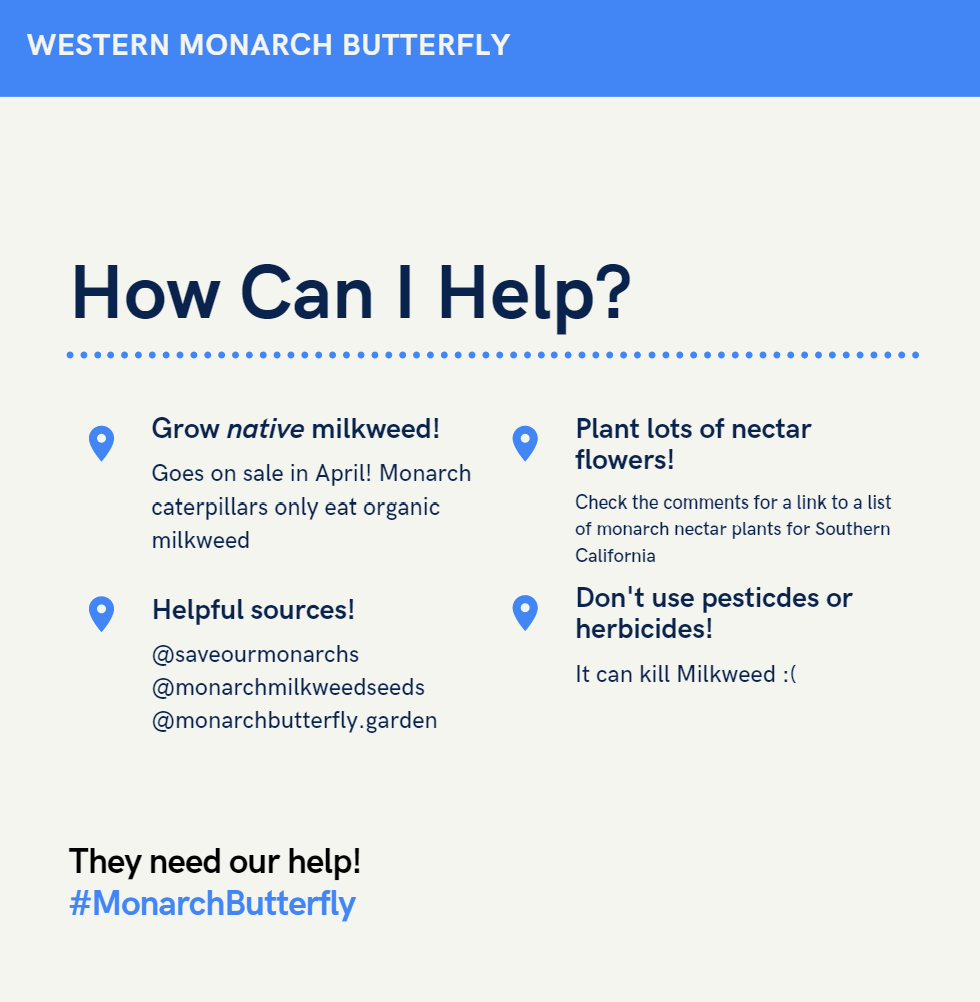 WESTERN MONARCH BUTTERFLY
How Can I Help?
Grow native milkweed!
Goes on sale in April! Monarch
caterpillars only eat organic
milkweed
Plant lots of nectar
flowers!
Check the comments for a link to a list
of monarch nectar plants for Southern
California
Helpful sources!
@saveourmonarchs
@monarchmilkweedseeds
@monarchbutterfly.garden
Don't use pesticdes or
herbicides!
It can kill Milkweed :(
They need our help!
#MonarchButterfly